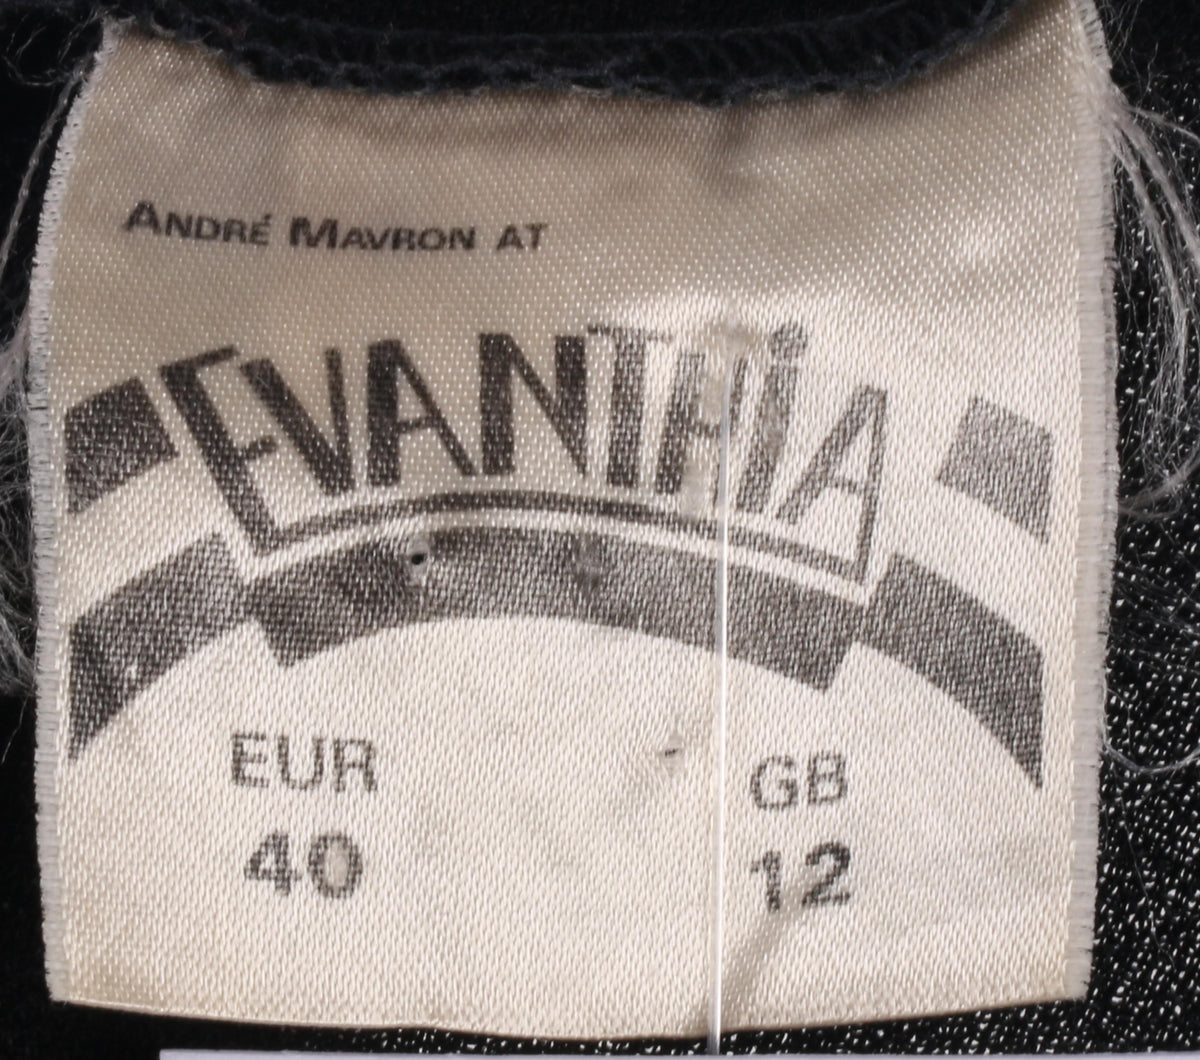 ANDRÉ MAVRON AT
EVANTHiA
EUR GB
40 12